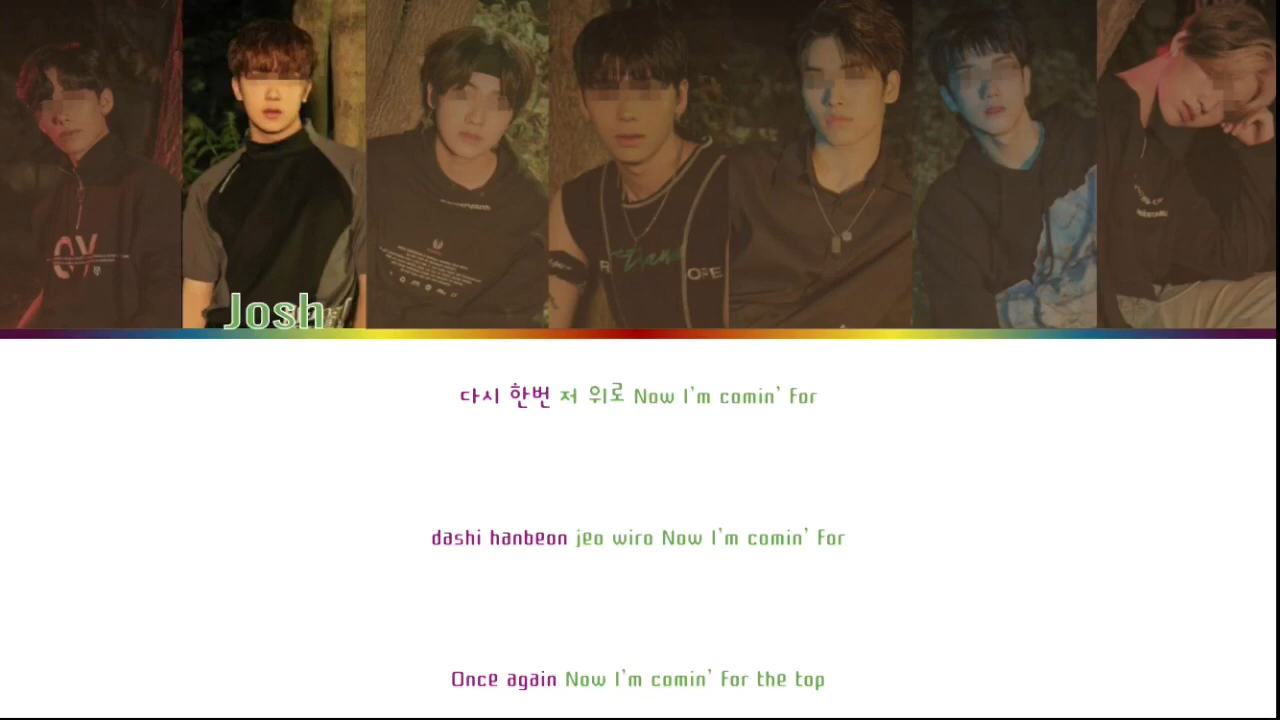 Josh
다시 한번 저 위로 Now I'm comin' for
dashi hanbeon jeo wiro Now I'm comin' for
Once again Now I'm comin' for the top